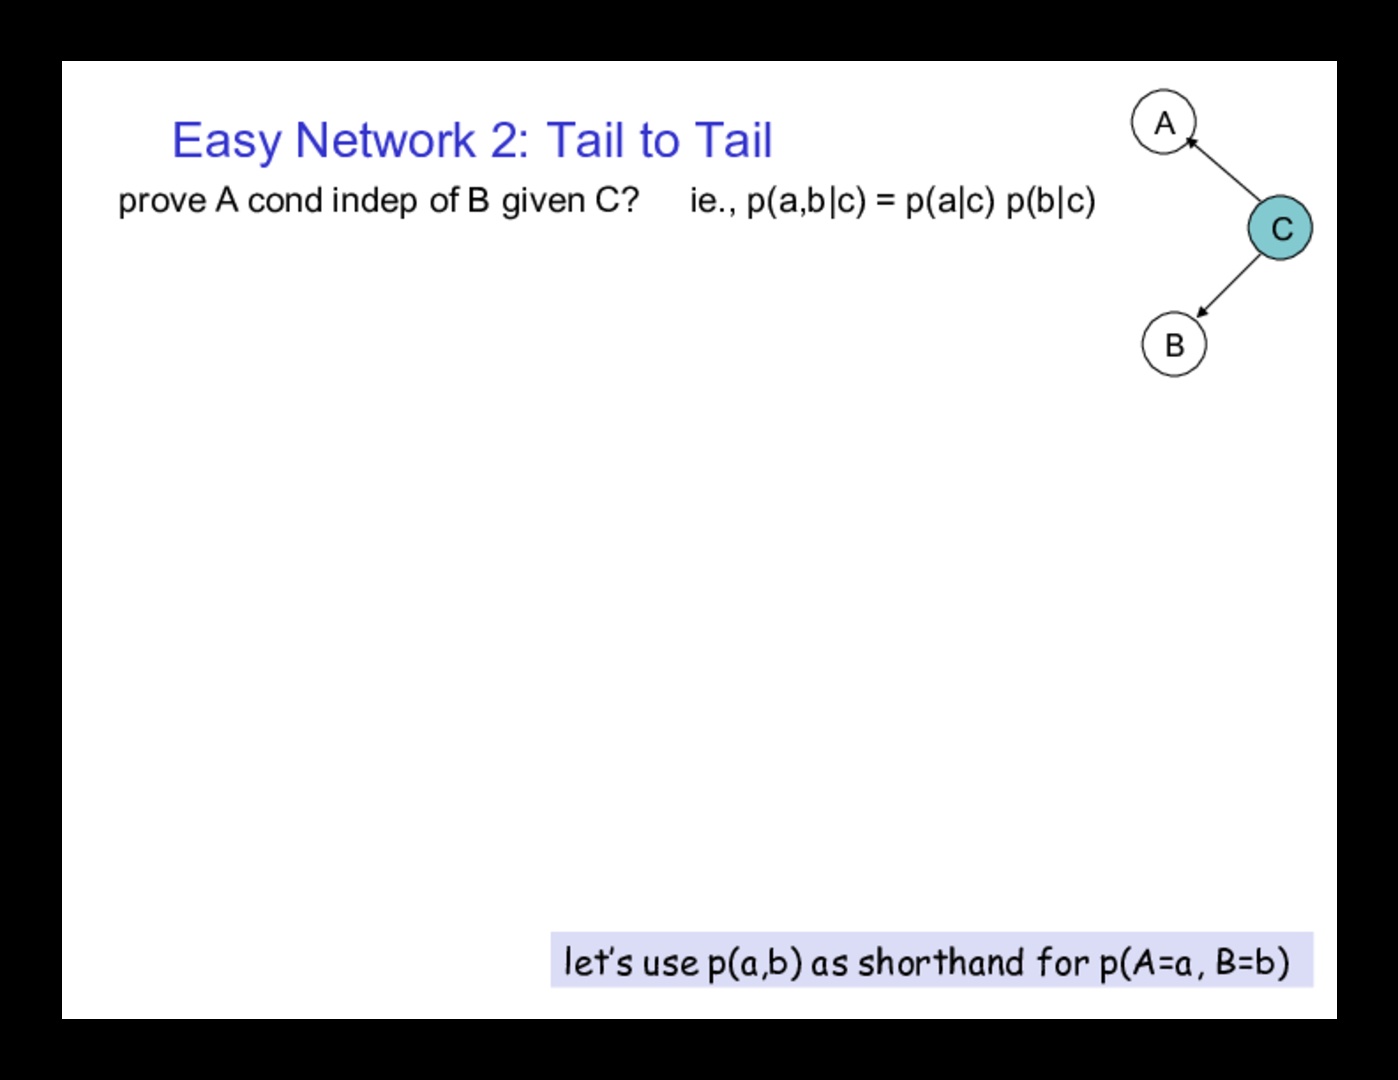 Easy Network 2: Tail to Tail
prove A cond indep of B given C? ie., p(a,b|c) = p(a|c) p(b|c)
A
C
B
let's use p(a,b) as shorthand for p(A=a, B=b)